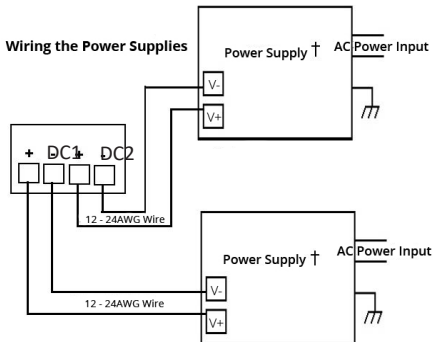 Wiring the Power Supplies
Power Supply †
AC Power Input
V-
V+
+ - DC1 + - DC2
12 - 24AWG Wire
Power Supply †
AC Power Input
V-
12 - 24AWG Wire
V+